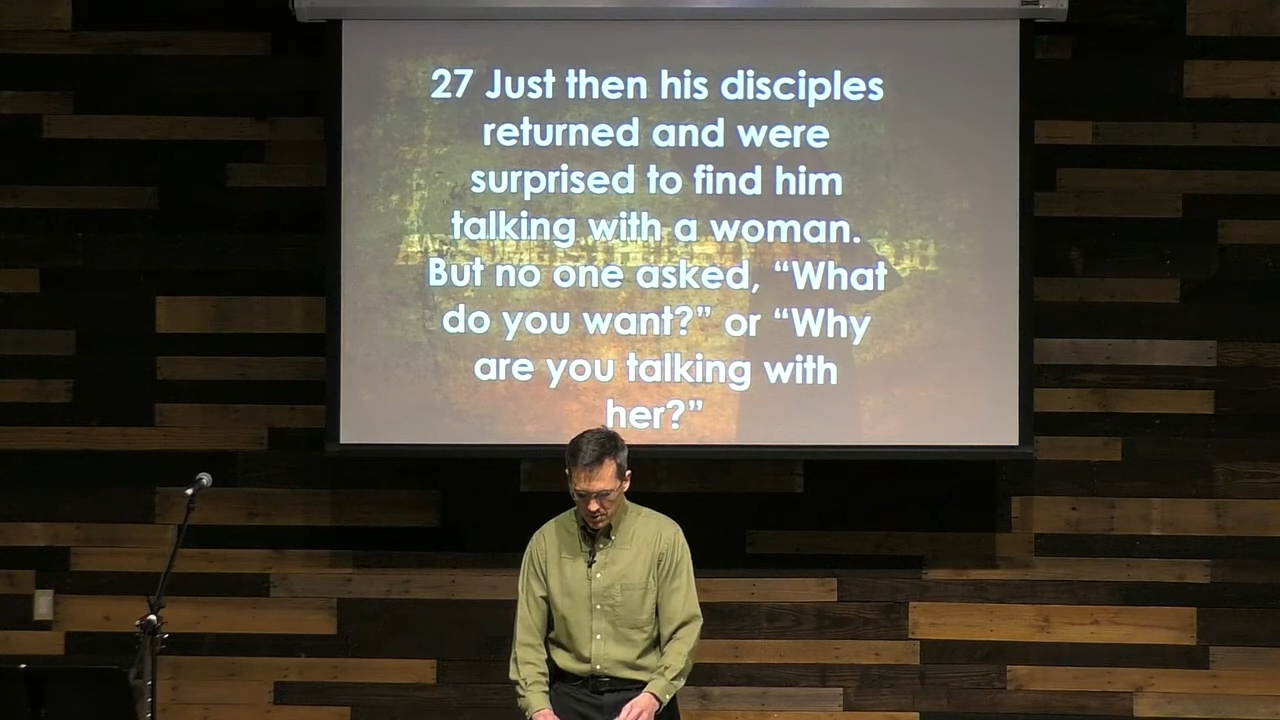 27 Just then his disciples
returned and were
surprised to find him
talking with a woman.
But no one asked, “What
do you want?” or “Why
are you talking with
her?”